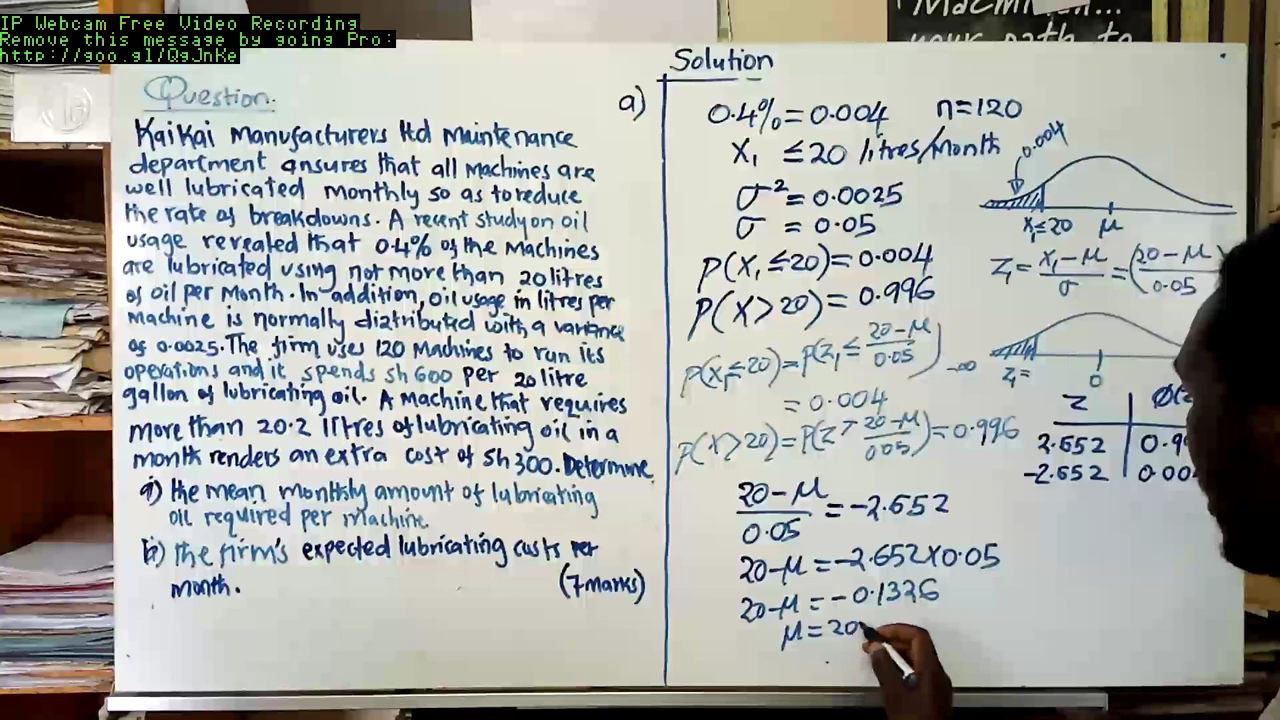 IP Webcam Free Video Recording
Remove this message by going Pro:
http://goo.gl/Q9JnKe
your path to
Question.
KaiKai Manufacturers Ltd Maintenance
department ensures that all Machines are
well lubricated monthly so as to reduce
the rate of breakdowns. A recent study on oil
usage revealed that 0.4% of the Machines
are lubricated using not more than 20 litres
of oil per Month. In addition, oil usage in litres per
Machine is normally distributed with a variance
of 0.0025. The firm uses 120 Machines to run its
operations and it spends sh 600 per 20 litre
gallon of lubricating oil. A Machine that requires
more than 20.2 litres of lubricating oil in a
month renders an extra cost of Sh 300. Determine
a) the mean monthly amount of lubricating
oil required per machine.
b) the firm's expected lubricating costs per
month. (7 marks)
Solution
a)
0.4% = 0.004 n=120
X₁ ≤ 20 litres/Month
σ² = 0.0025
σ = 0.05
P(X₁ ≤ 20) = 0.004
P(X > 20) = 0.996
P(X₁ ≤ 20) = P(Z₁ ≤ (20-μ)/0.05)
= 0.004
P(X > 20) = P(Z > (20-μ)/0.05) = 0.996
(20-μ)/0.05 = -2.652
20-μ = -2.652 × 0.05
20-μ = -0.1326
μ = 20
0.004
X₁≤20 μ
Z₁ = (X₁-μ)/σ = (20-μ)/0.05
-∞ Z₁= 0
Z
2.652
-2.652